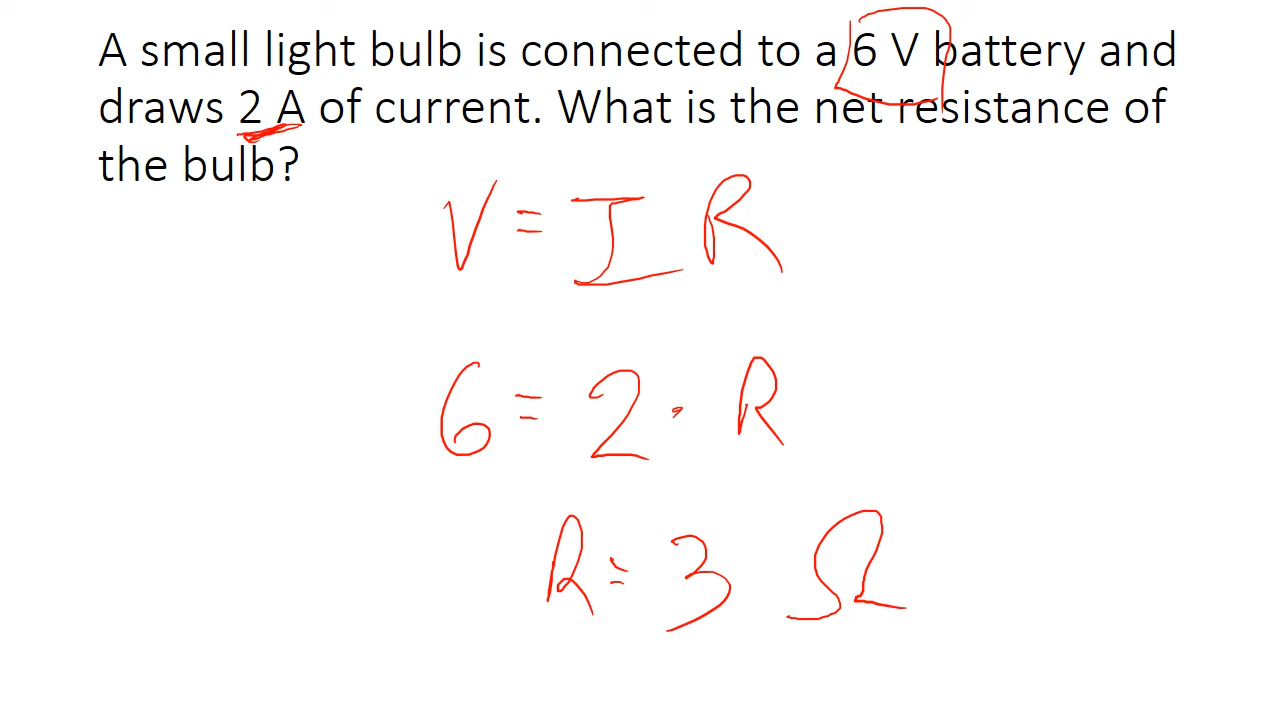 A small light bulb is connected to a 6 V battery and
draws 2 A of current. What is the net resistance of
the bulb?
V = I R
6 = 2 · R
R = 3 Ω